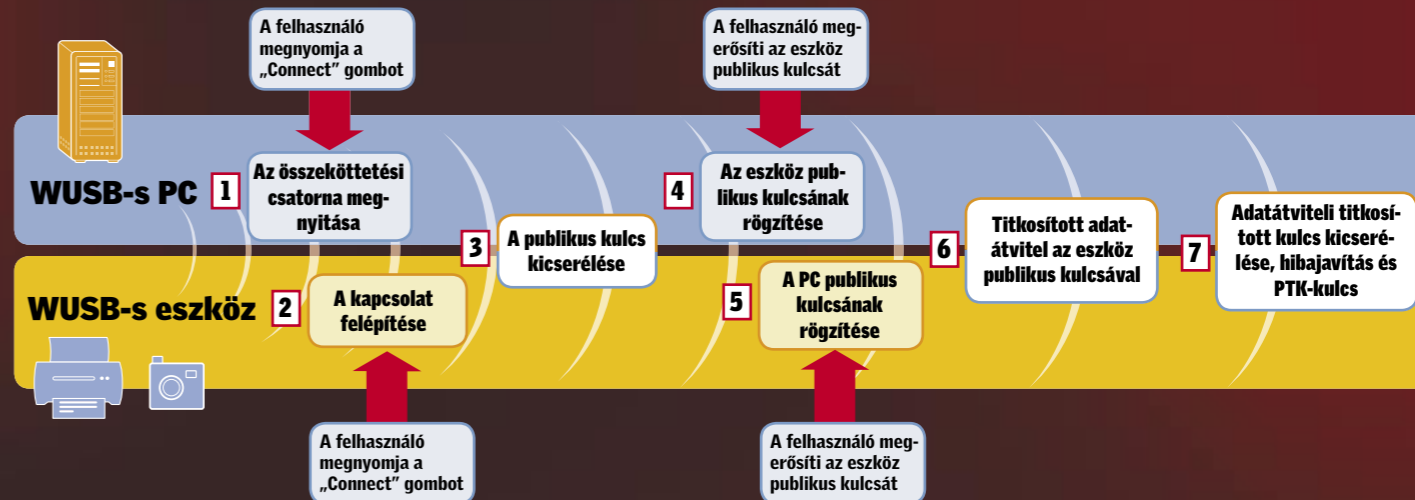 A felhasználó
megnyomja a
„Connect” gombot
A felhasználó meg-
erősíti az eszköz
publikus kulcsát
WUSB-s PC
1
Az összeköttetési
csatorna meg-
nyitása
3
A publikus kulcs
kicserélése
4
Az eszköz pub-
likus kulcsának
rögzítése
6
Titkosított adat-
átvitel az eszköz
publikus kulcsával
7
Adatátviteli titkosí-
tott kulcs kicseré-
lése, hibajavítás és
PTK-kulcs
WUSB-s eszköz
2
A kapcsolat
felépítése
5
A PC publikus
kulcsának
rögzítése
A felhasználó
megnyomja a
„Connect” gombot
A felhasználó meg-
erősíti az eszköz
publikus kulcsát